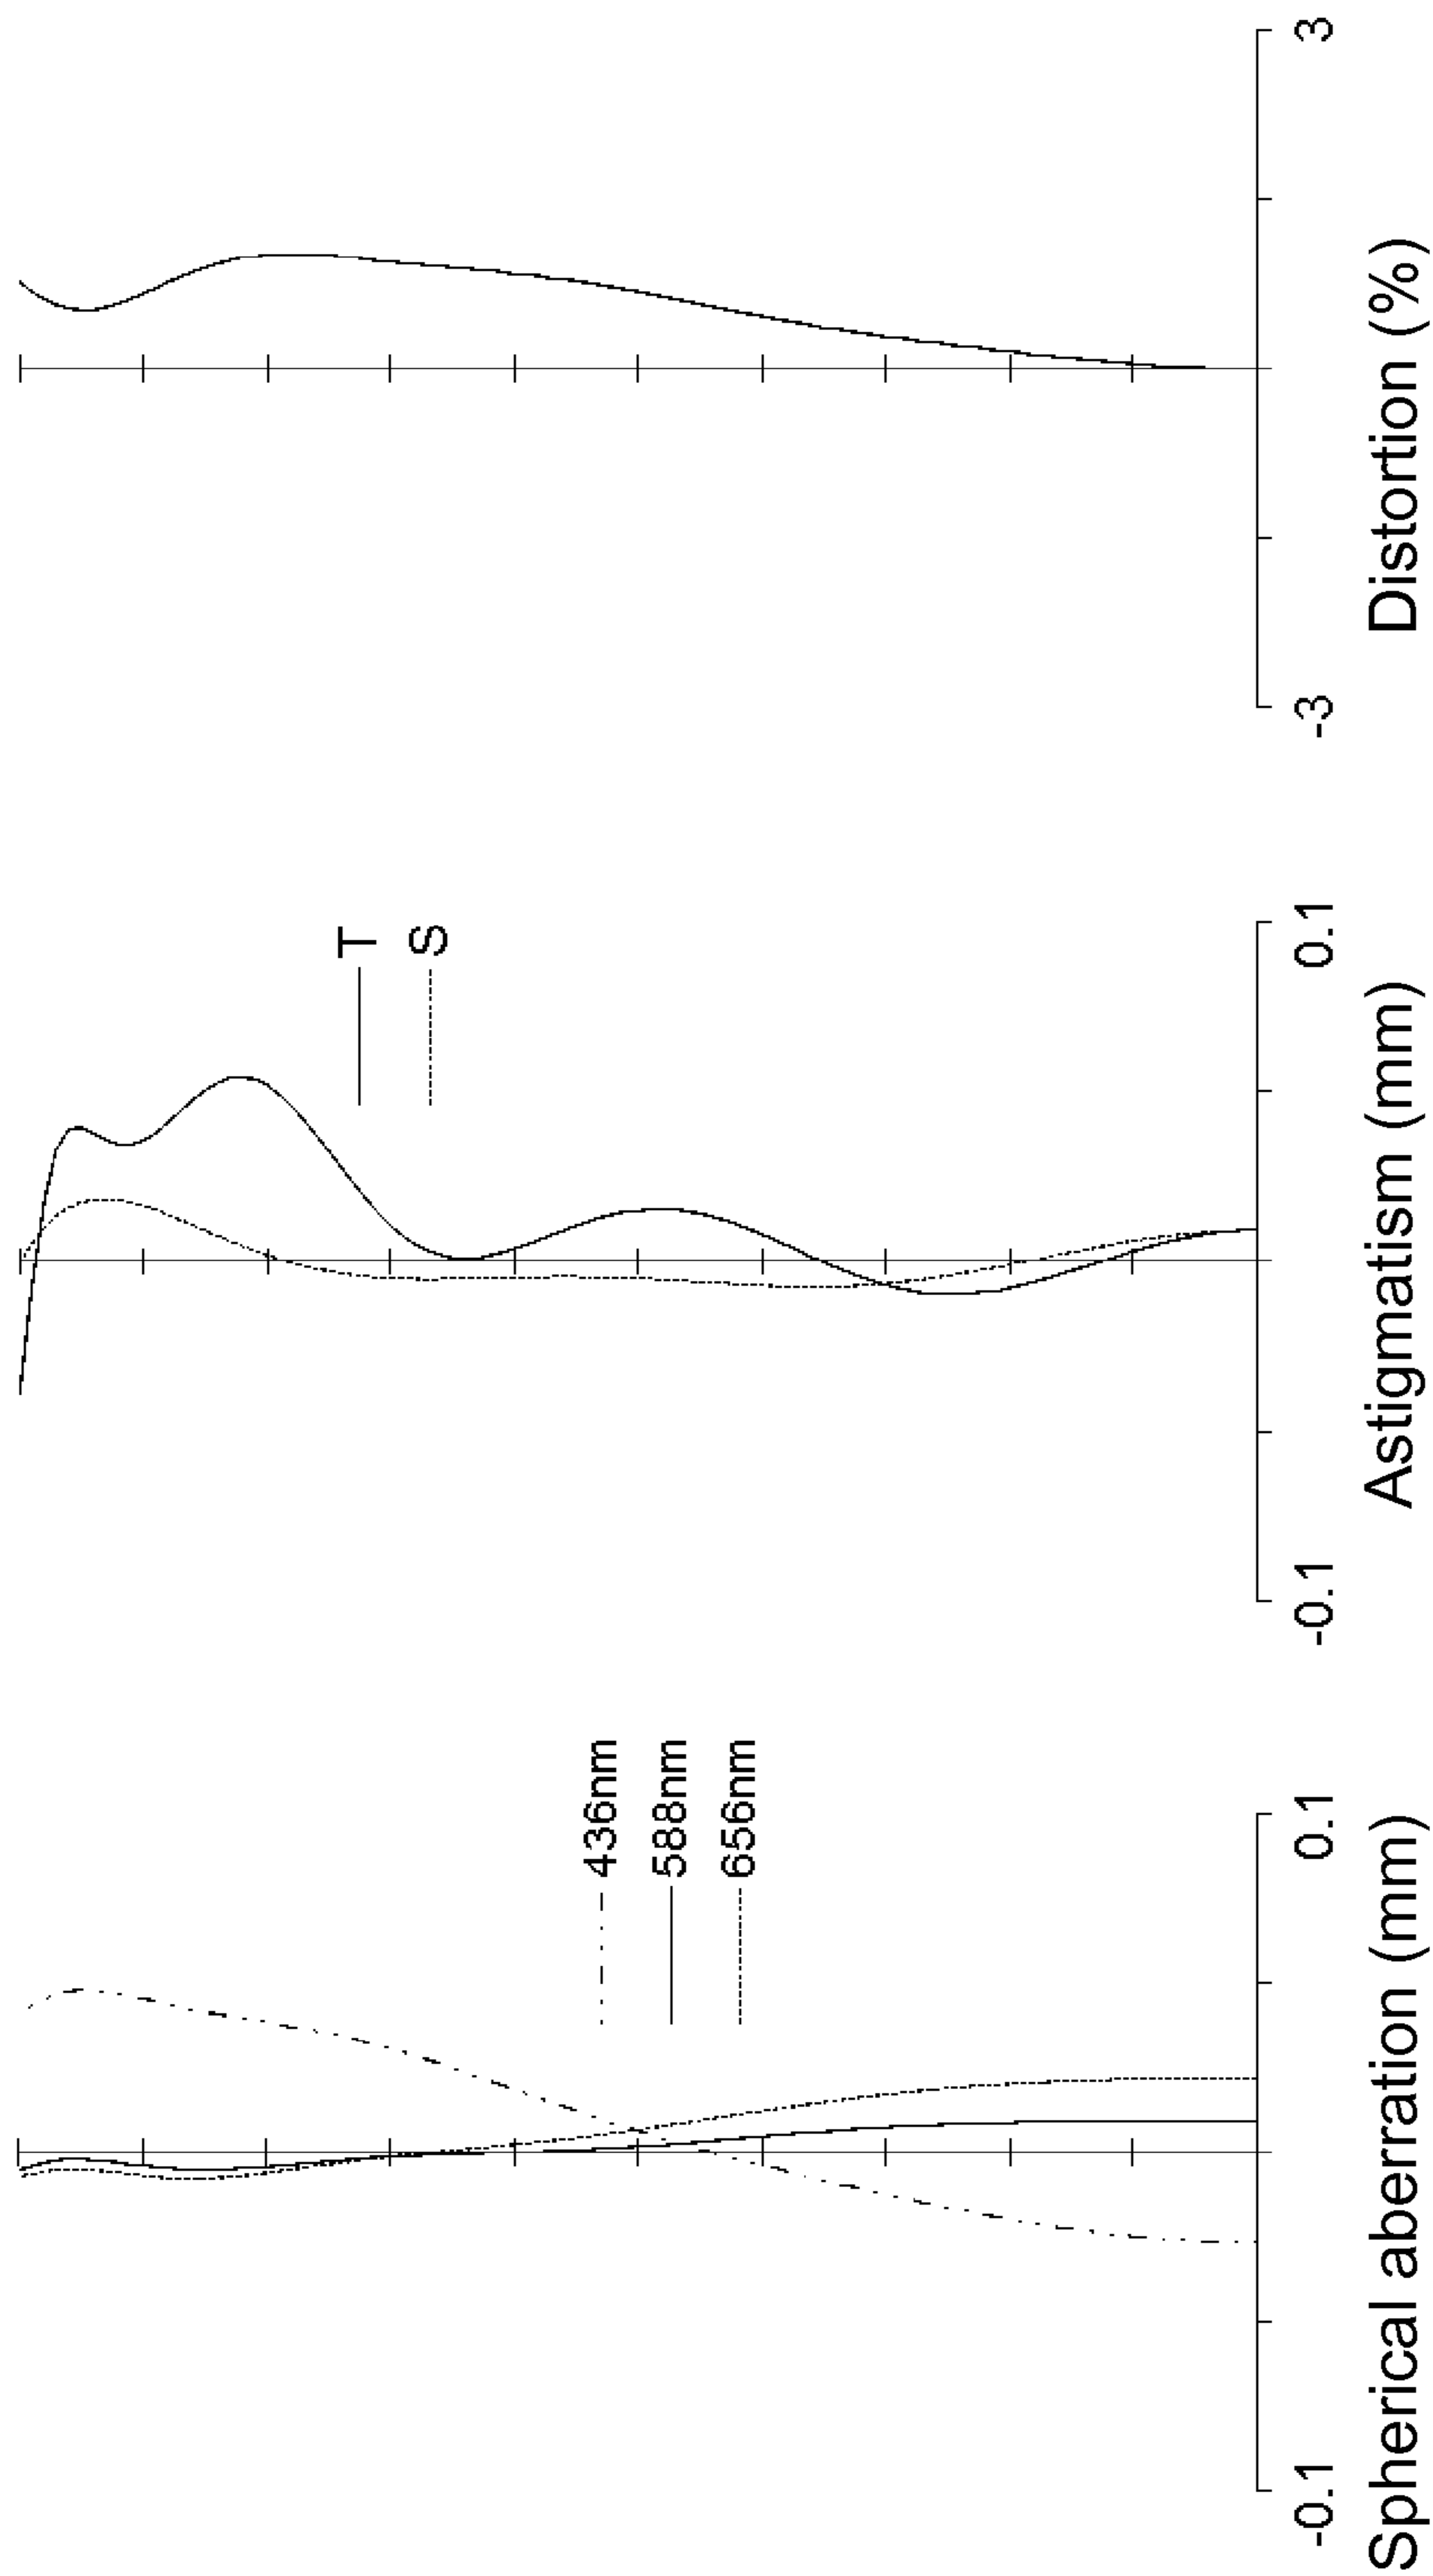 436nm
588nm
656nm
-0.1
0.1
Spherical aberration (mm)
T
S
-0.1
0.1
Astigmatism (mm)
-3
3
Distortion (%)